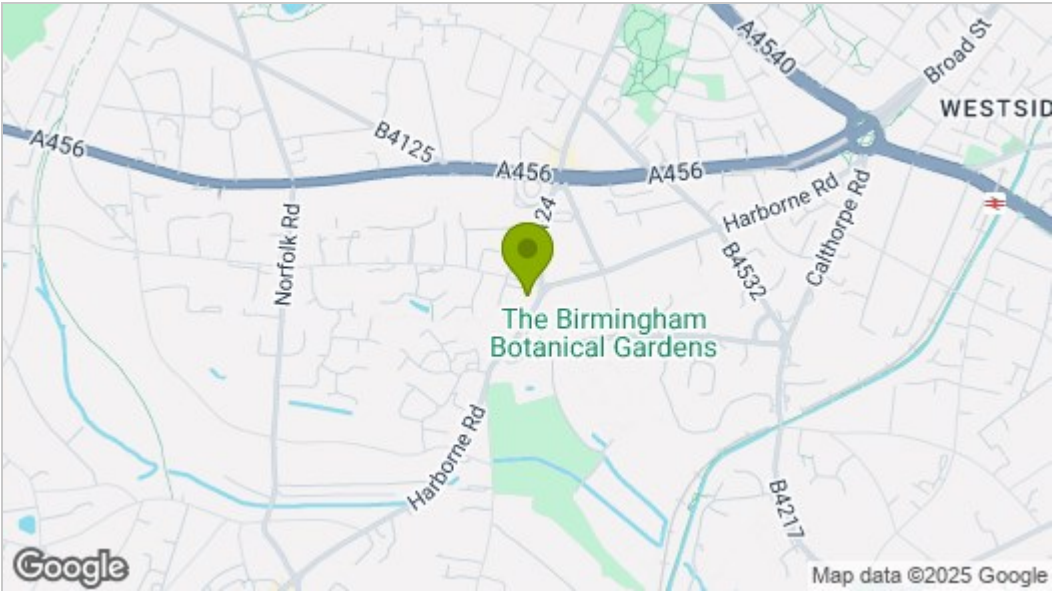 A4540
Broad St
WESTSID
A456
B4125
A456
A456
Harborne Rd
Calthorpe Rd
Norfolk Rd
24
B4532
The Birmingham
Botanical Gardens
Harborne Rd
B4217
Google
Map data ©2025 Google